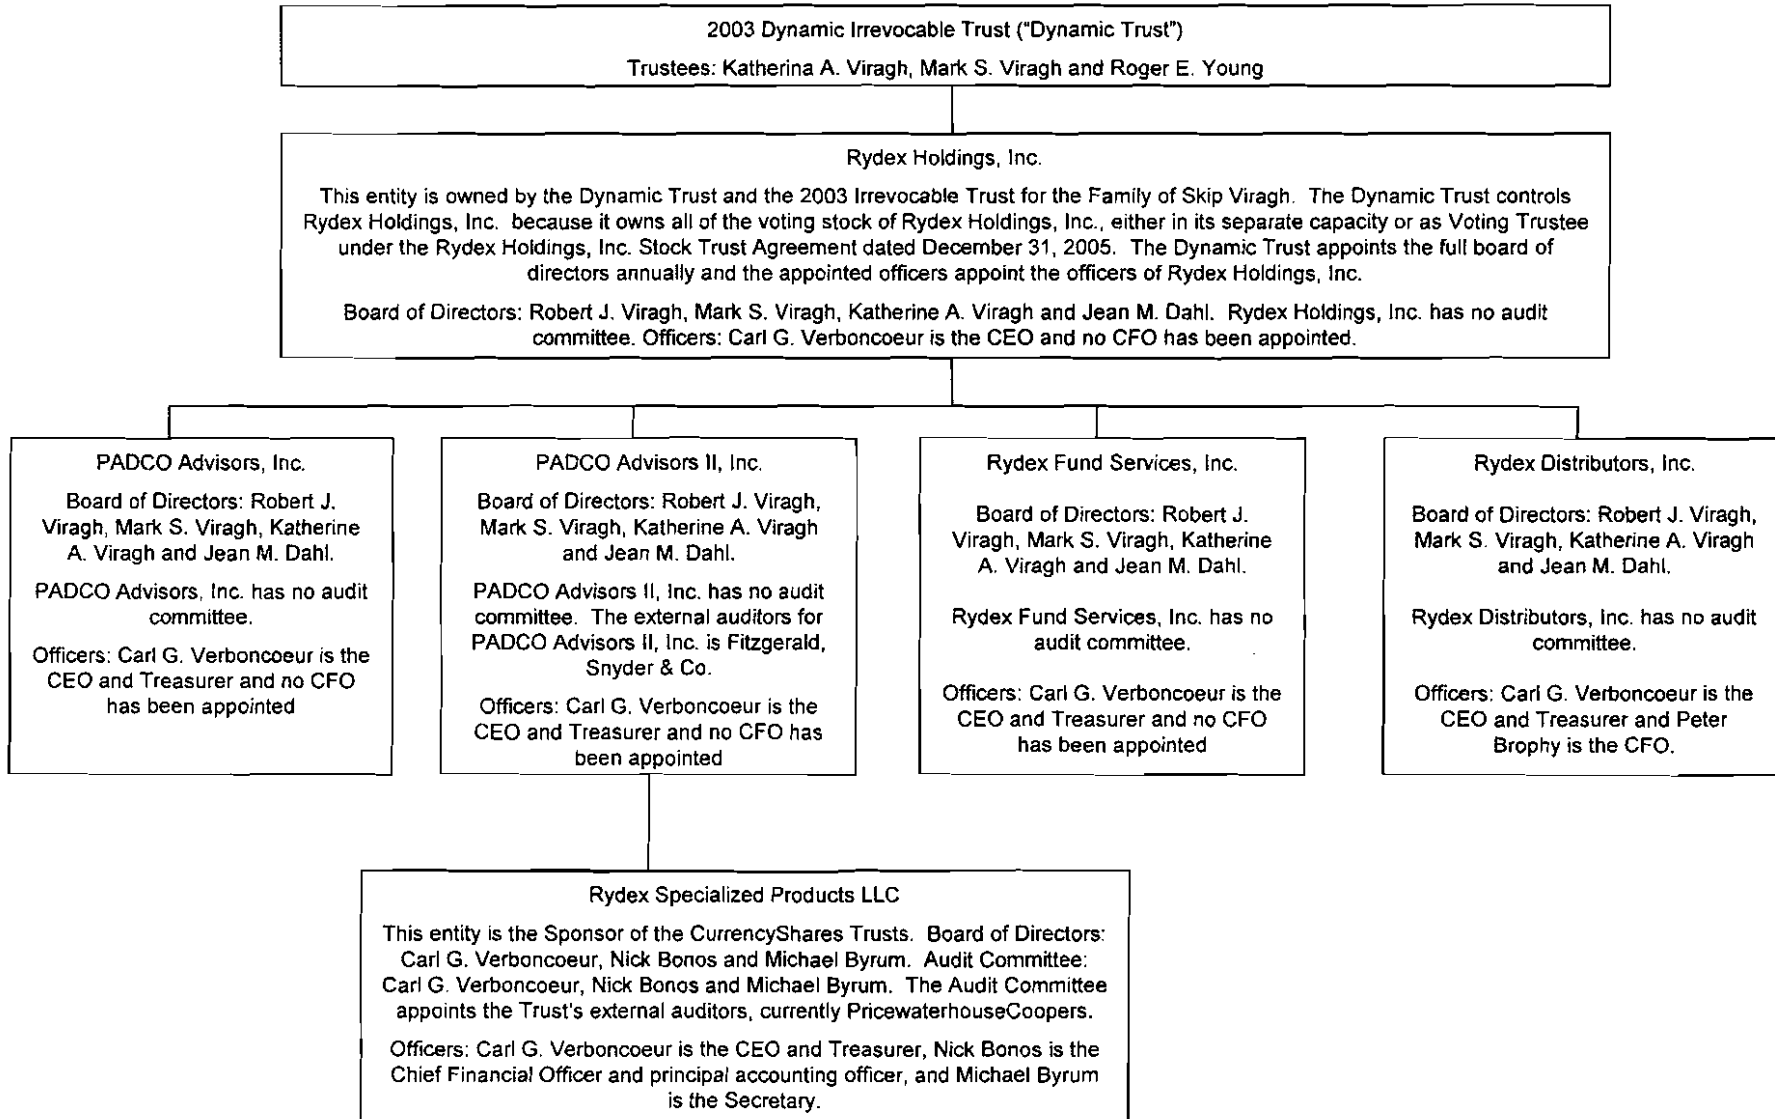 2003 Dynamic Irrevocable Trust ("Dynamic Trust")
Trustees: Katherina A. Viragh, Mark S. Viragh and Roger E. Young
Rydex Holdings, Inc.
This entity is owned by the Dynamic Trust and the 2003 Irrevocable Trust for the Family of Skip Viragh. The Dynamic Trust controls
Rydex Holdings, Inc. because it owns all of the voting stock of Rydex Holdings, Inc., either in its separate capacity or as Voting Trustee
under the Rydex Holdings, Inc. Stock Trust Agreement dated December 31, 2005. The Dynamic Trust appoints the full board of
directors annually and the appointed officers appoint the officers of Rydex Holdings, Inc.
Board of Directors: Robert J. Viragh, Mark S. Viragh, Katherine A. Viragh and Jean M. Dahl. Rydex Holdings, Inc. has no audit
committee. Officers: Carl G. Verboncoeur is the CEO and no CFO has been appointed.
PADCO Advisors, Inc.
Board of Directors: Robert J.
Viragh, Mark S. Viragh, Katherine
A. Viragh and Jean M. Dahl.
PADCO Advisors, Inc. has no audit
committee.
Officers: Carl G. Verboncoeur is the
CEO and Treasurer and no CFO
has been appointed
PADCO Advisors II, Inc.
Board of Directors: Robert J. Viragh,
Mark S. Viragh, Katherine A. Viragh
and Jean M. Dahl.
PADCO Advisors II, Inc. has no audit
committee. The external auditors for
PADCO Advisors II, Inc. is Fitzgerald,
Snyder & Co.
Officers: Carl G. Verboncoeur is the
CEO and Treasurer and no CFO has
been appointed
Rydex Fund Services, Inc.
Board of Directors: Robert J.
Viragh, Mark S. Viragh, Katherine
A. Viragh and Jean M. Dahl.
Rydex Fund Services, Inc. has no
audit committee.
Officers: Carl G. Verboncoeur is the
CEO and Treasurer and no CFO
has been appointed
Rydex Distributors, Inc.
Board of Directors: Robert J. Viragh,
Mark S. Viragh, Katherine A. Viragh
and Jean M. Dahl.
Rydex Distributors, Inc. has no audit
committee.
Officers: Carl G. Verboncoeur is the
CEO and Treasurer and Peter
Brophy is the CFO.
Rydex Specialized Products LLC
This entity is the Sponsor of the CurrencyShares Trusts. Board of Directors:
Carl G. Verboncoeur, Nick Bonos and Michael Byrum. Audit Committee:
Carl G. Verboncoeur, Nick Bonos and Michael Byrum. The Audit Committee
appoints the Trust's external auditors, currently PricewaterhouseCoopers.
Officers: Carl G. Verboncoeur is the CEO and Treasurer, Nick Bonos is the
Chief Financial Officer and principal accounting officer, and Michael Byrum
is the Secretary.